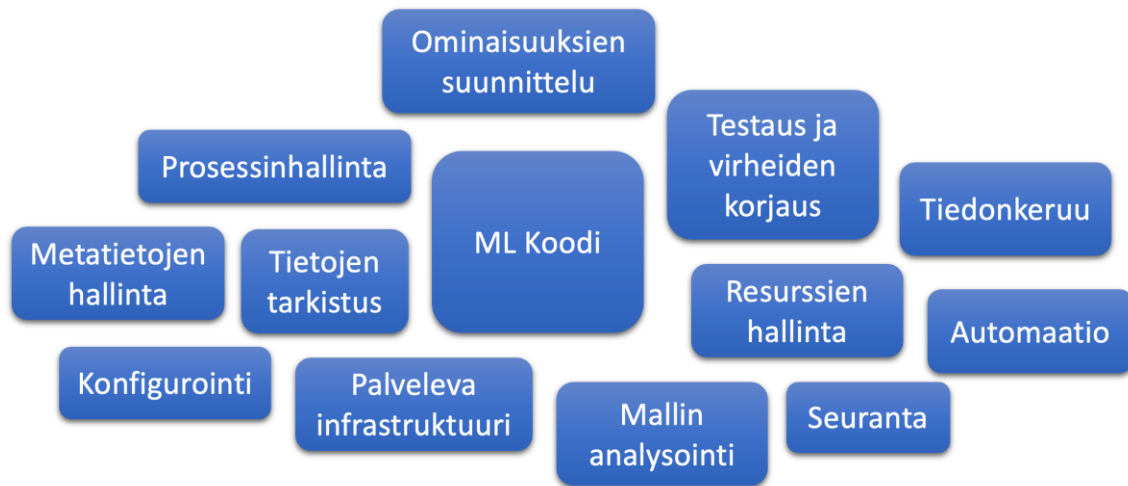 Ominaisuuksien
suunnittelu
Testaus ja
virheiden
korjaus
Prosessinhallinta
Tiedonkeruu
ML Koodi
Metatietojen
hallinta
Tietojen
tarkistus
Resurssien
hallinta
Automaatio
Konfigurointi
Palveleva
infrastruktuuri
Mallin
analysointi
Seuranta